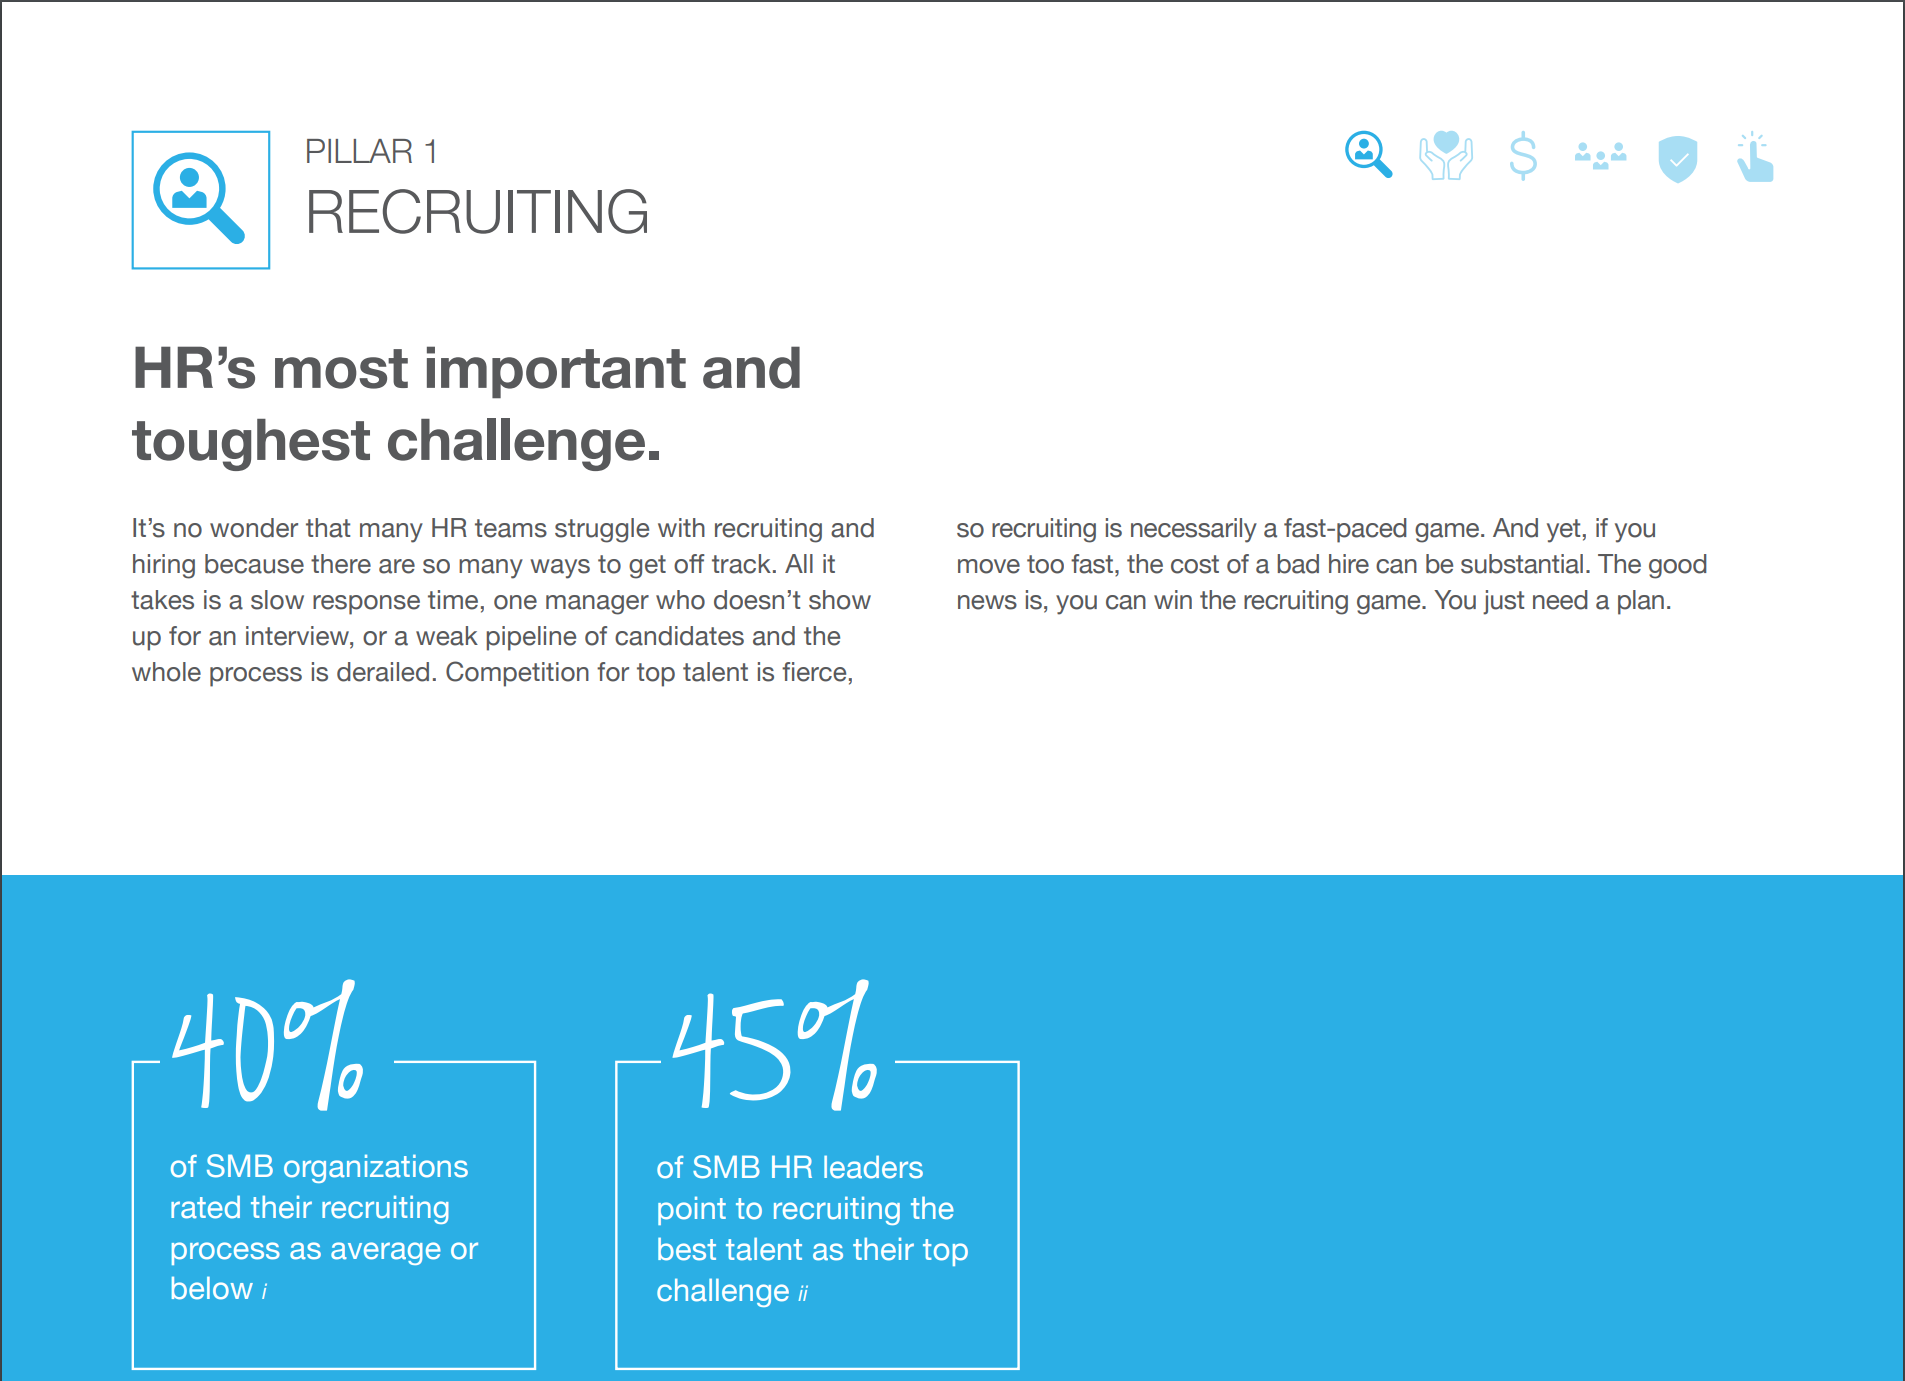 PILLAR 1
RECRUITING
HR’s most important and
toughest challenge.
It’s no wonder that many HR teams struggle with recruiting and
hiring because there are so many ways to get off track. All it
takes is a slow response time, one manager who doesn’t show
up for an interview, or a weak pipeline of candidates and the
whole process is derailed. Competition for top talent is fierce,
so recruiting is necessarily a fast-paced game. And yet, if you
move too fast, the cost of a bad hire can be substantial. The good
news is, you can win the recruiting game. You just need a plan.
40%
of SMB organizations
rated their recruiting
process as average or
below i
45%
of SMB HR leaders
point to recruiting the
best talent as their top
challenge ii